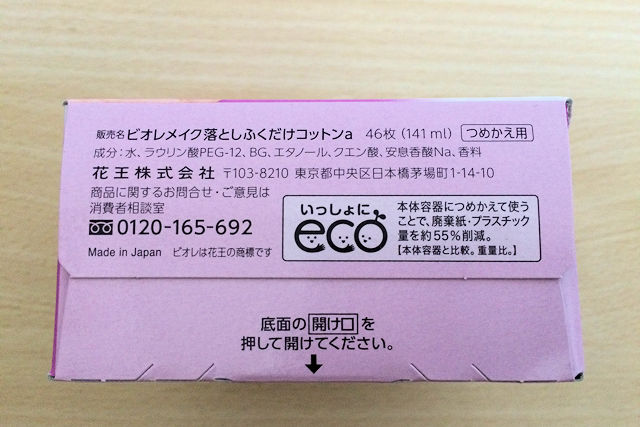 販売名 ビオレメイク落としふくだけコットンa 46枚(141ml) つめかえ用
成分:水、ラウリン酸PEG-12、BG、エタノール、クエン酸、安息香酸Na、香料
花王株式会社 〒103-8210 東京都中央区日本橋茅場町1-14-10
商品に関するお問合せ・ご意見は
消費者相談室
0120-165-692
Made in Japan ビオレは花王の商標です
いっしょに
eco
本体容器につめかえて使う
ことで、廃棄紙・プラスチック
量を約55%削減。
【本体容器と比較。重量比。】
底面の開け口を
押して開けてください。